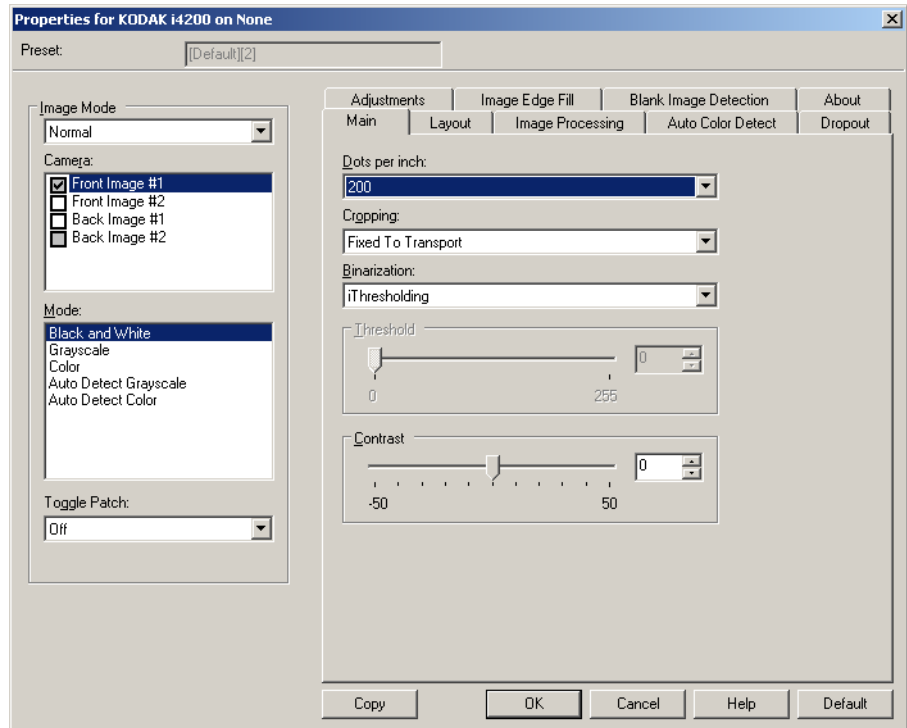 Properties for KODAK i4200 on None
Preset:
[Default][2]
Image Mode
Normal
Camera:
Front Image #1
Front Image #2
Back Image #1
Back Image #2
Mode:
Black and White
Grayscale
Color
Auto Detect Grayscale
Auto Detect Color
Toggle Patch:
Off
Adjustments
Image Edge Fill
Blank Image Detection
About
Main
Layout
Image Processing
Auto Color Detect
Dropout
Dots per inch:
200
Cropping:
Fixed To Transport
Binarization:
iThresholding
Threshold
0
0
255
Contrast
0
-50
50
Copy
OK
Cancel
Help
Default